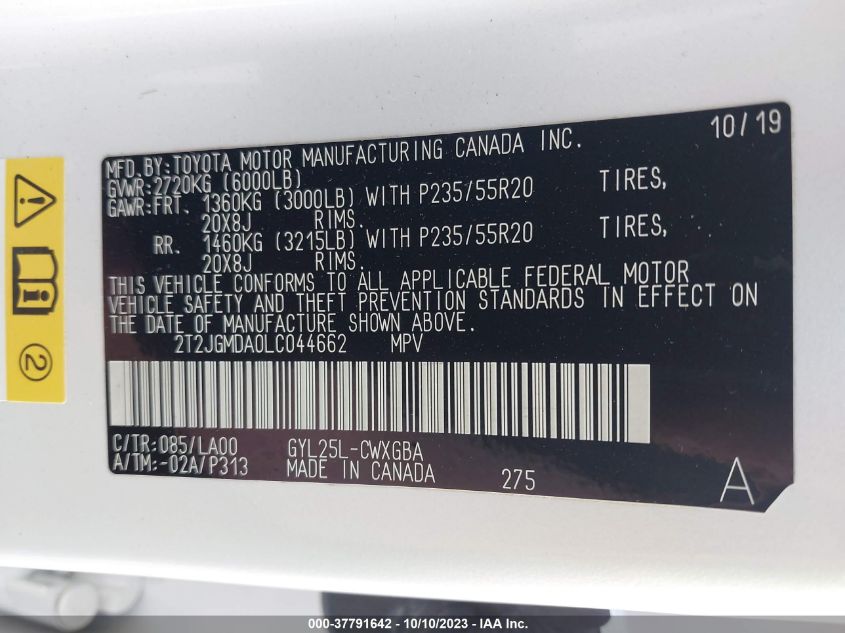 10/19
MFD.BY:TOYOTA MOTOR MANUFACTURING CANADA INC.
GVWR:2720KG (6000LB)
GAWR:FRT. 1360KG (3000LB) WITH P235/55R20 TIRES,
20X8J RIMS.
RR. 1460KG (3215LB) WITH P235/55R20 TIRES,
20X8J RIMS.
THIS VEHICLE CONFORMS TO ALL APPLICABLE FEDERAL MOTOR
VEHICLE SAFETY AND THEFT PREVENTION STANDARDS IN EFFECT ON
THE DATE OF MANUFACTURE SHOWN ABOVE.
2T2JGMDA0LC044662 MPV
C/TR:085/LA00 GYL25L-CWXGBA
A/TM:-02A/P313 MADE IN CANADA 275 A
2
000-37791642 - 10/10/2023 - IAA Inc.